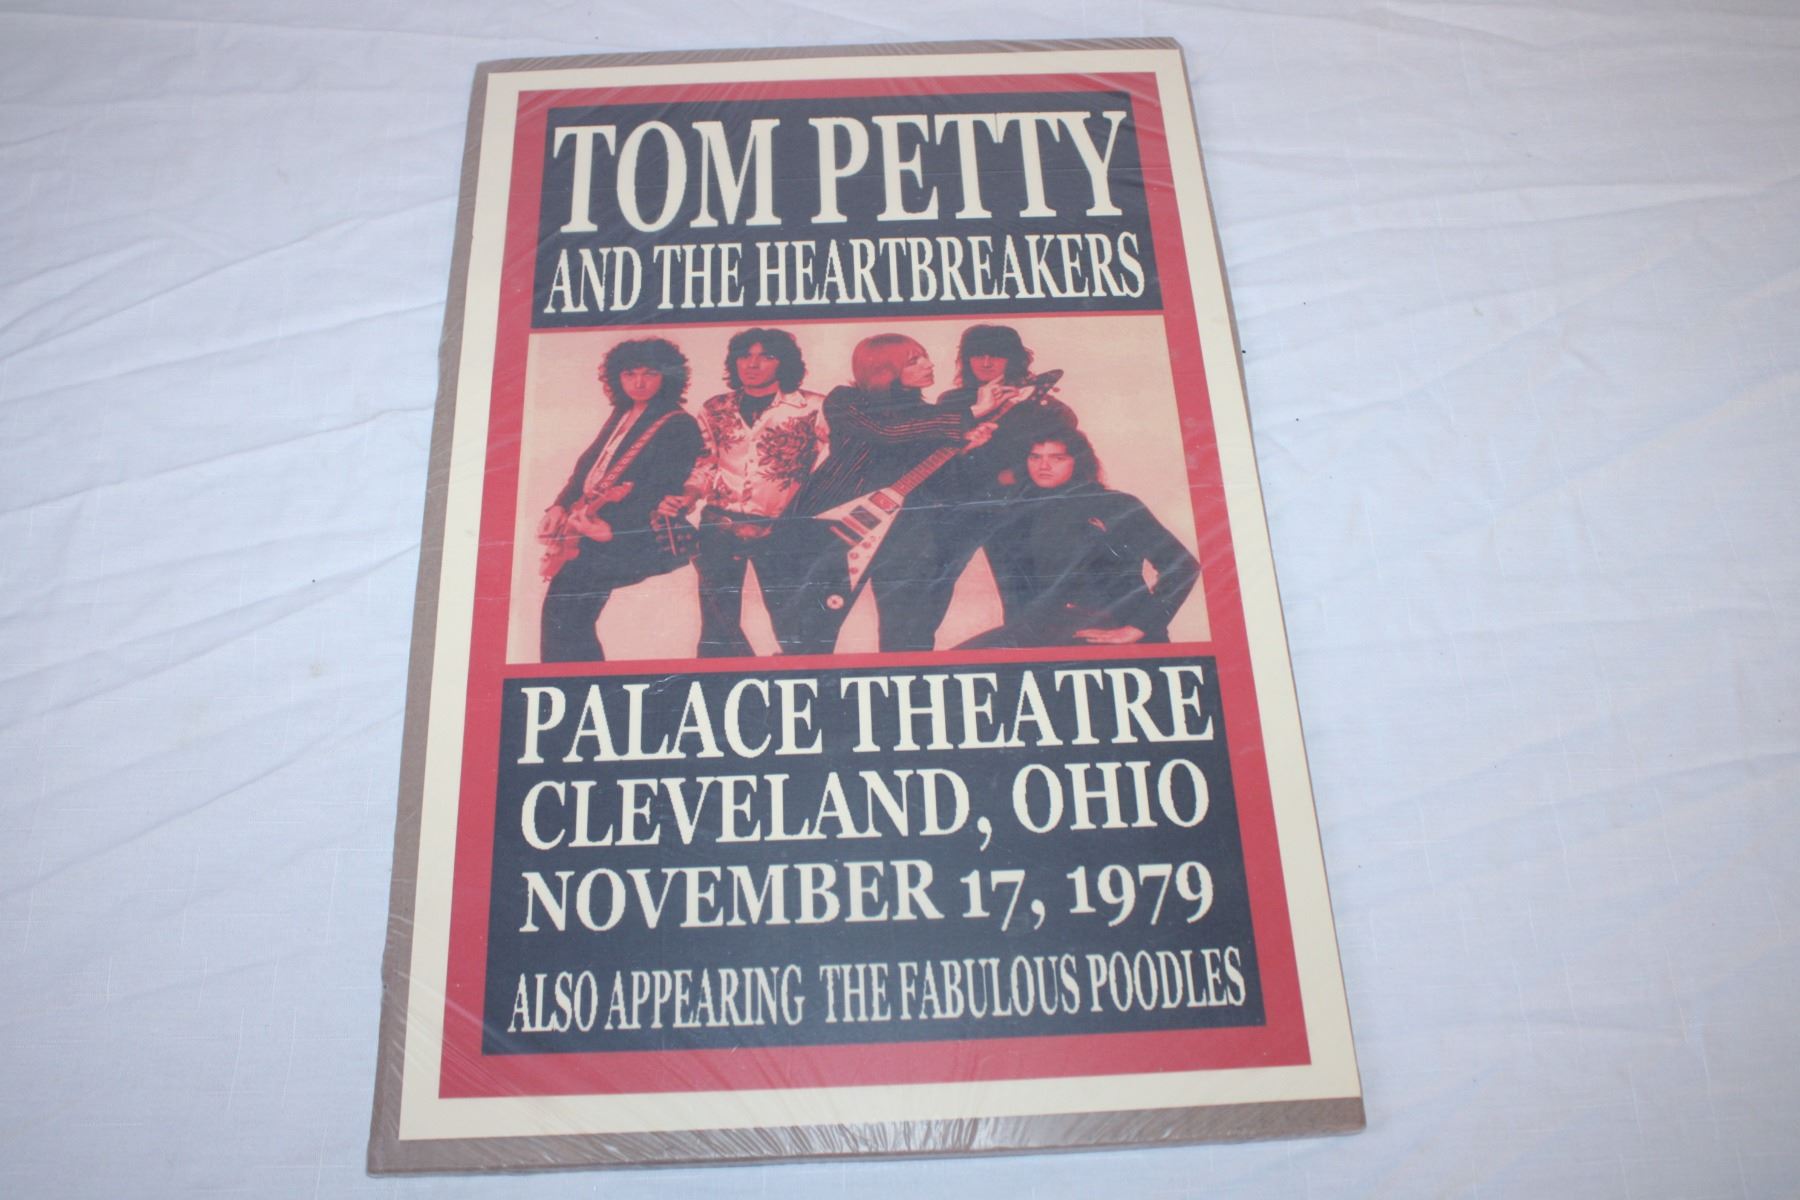 TOM PETTY
AND THE HEARTBREAKERS
PALACE THEATRE
CLEVELAND, OHIO
NOVEMBER 17, 1979
ALSO APPEARING THE FABULOUS POODLES